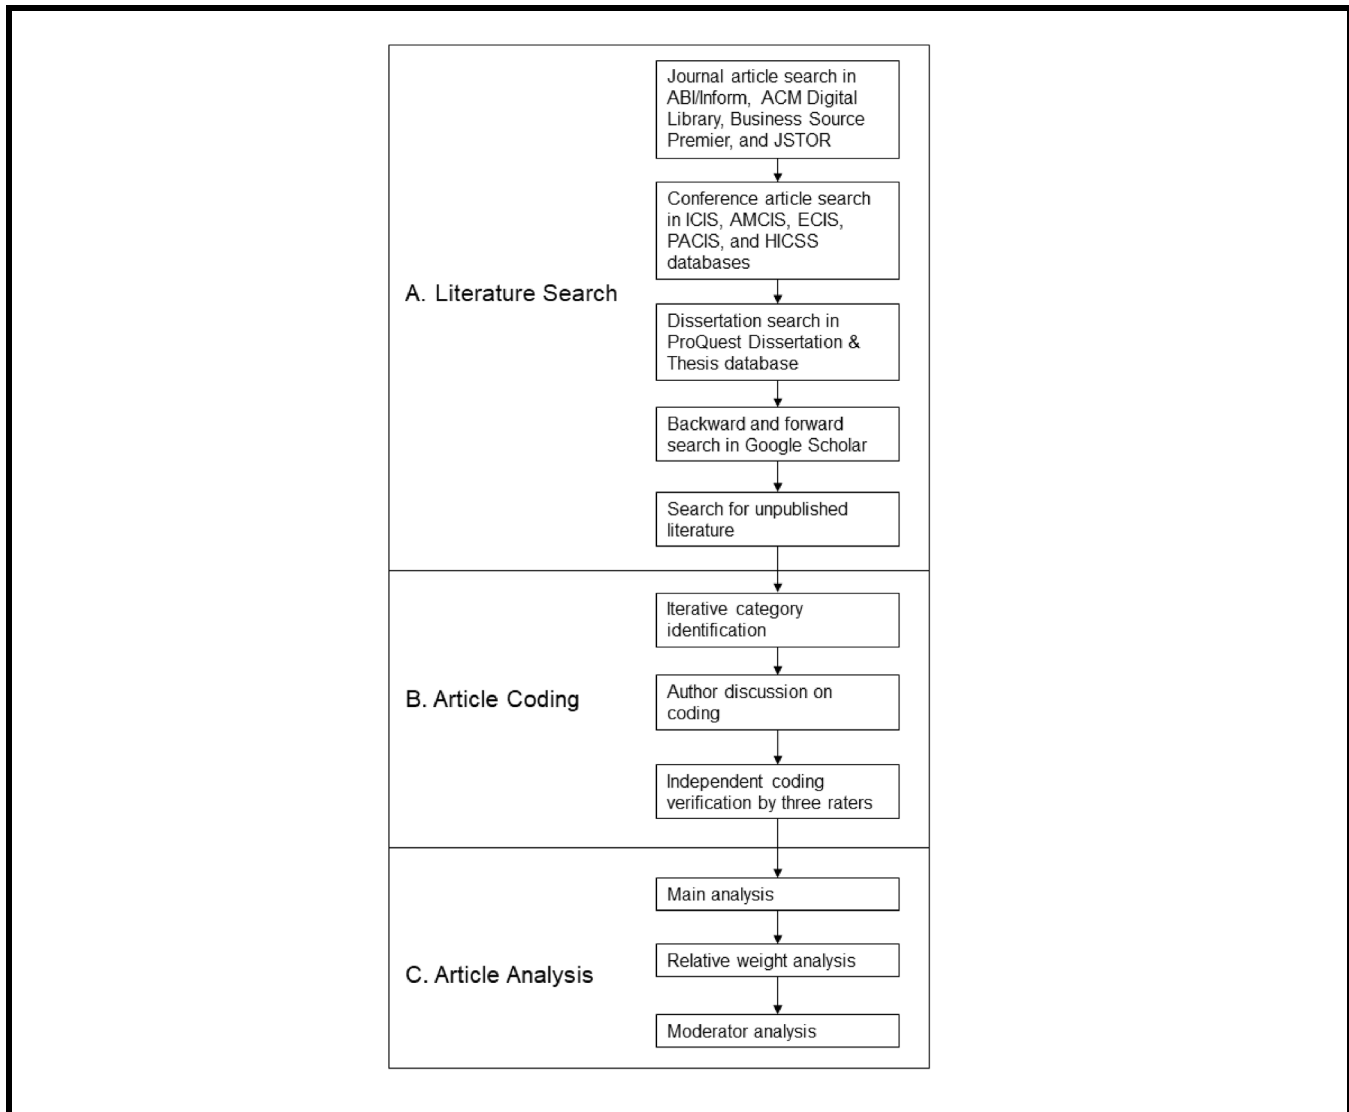 Journal article search in
ABI/Inform, ACM Digital
Library, Business Source
Premier, and JSTOR
Conference article search
in ICIS, AMCIS, ECIS,
PACIS, and HICSS
databases
A. Literature Search
Dissertation search in
ProQuest Dissertation &
Thesis database
Backward and forward
search in Google Scholar
Search for unpublished
literature
Iterative category
identification
B. Article Coding
Author discussion on
coding
Independent coding
verification by three raters
Main analysis
C. Article Analysis
Relative weight analysis
Moderator analysis